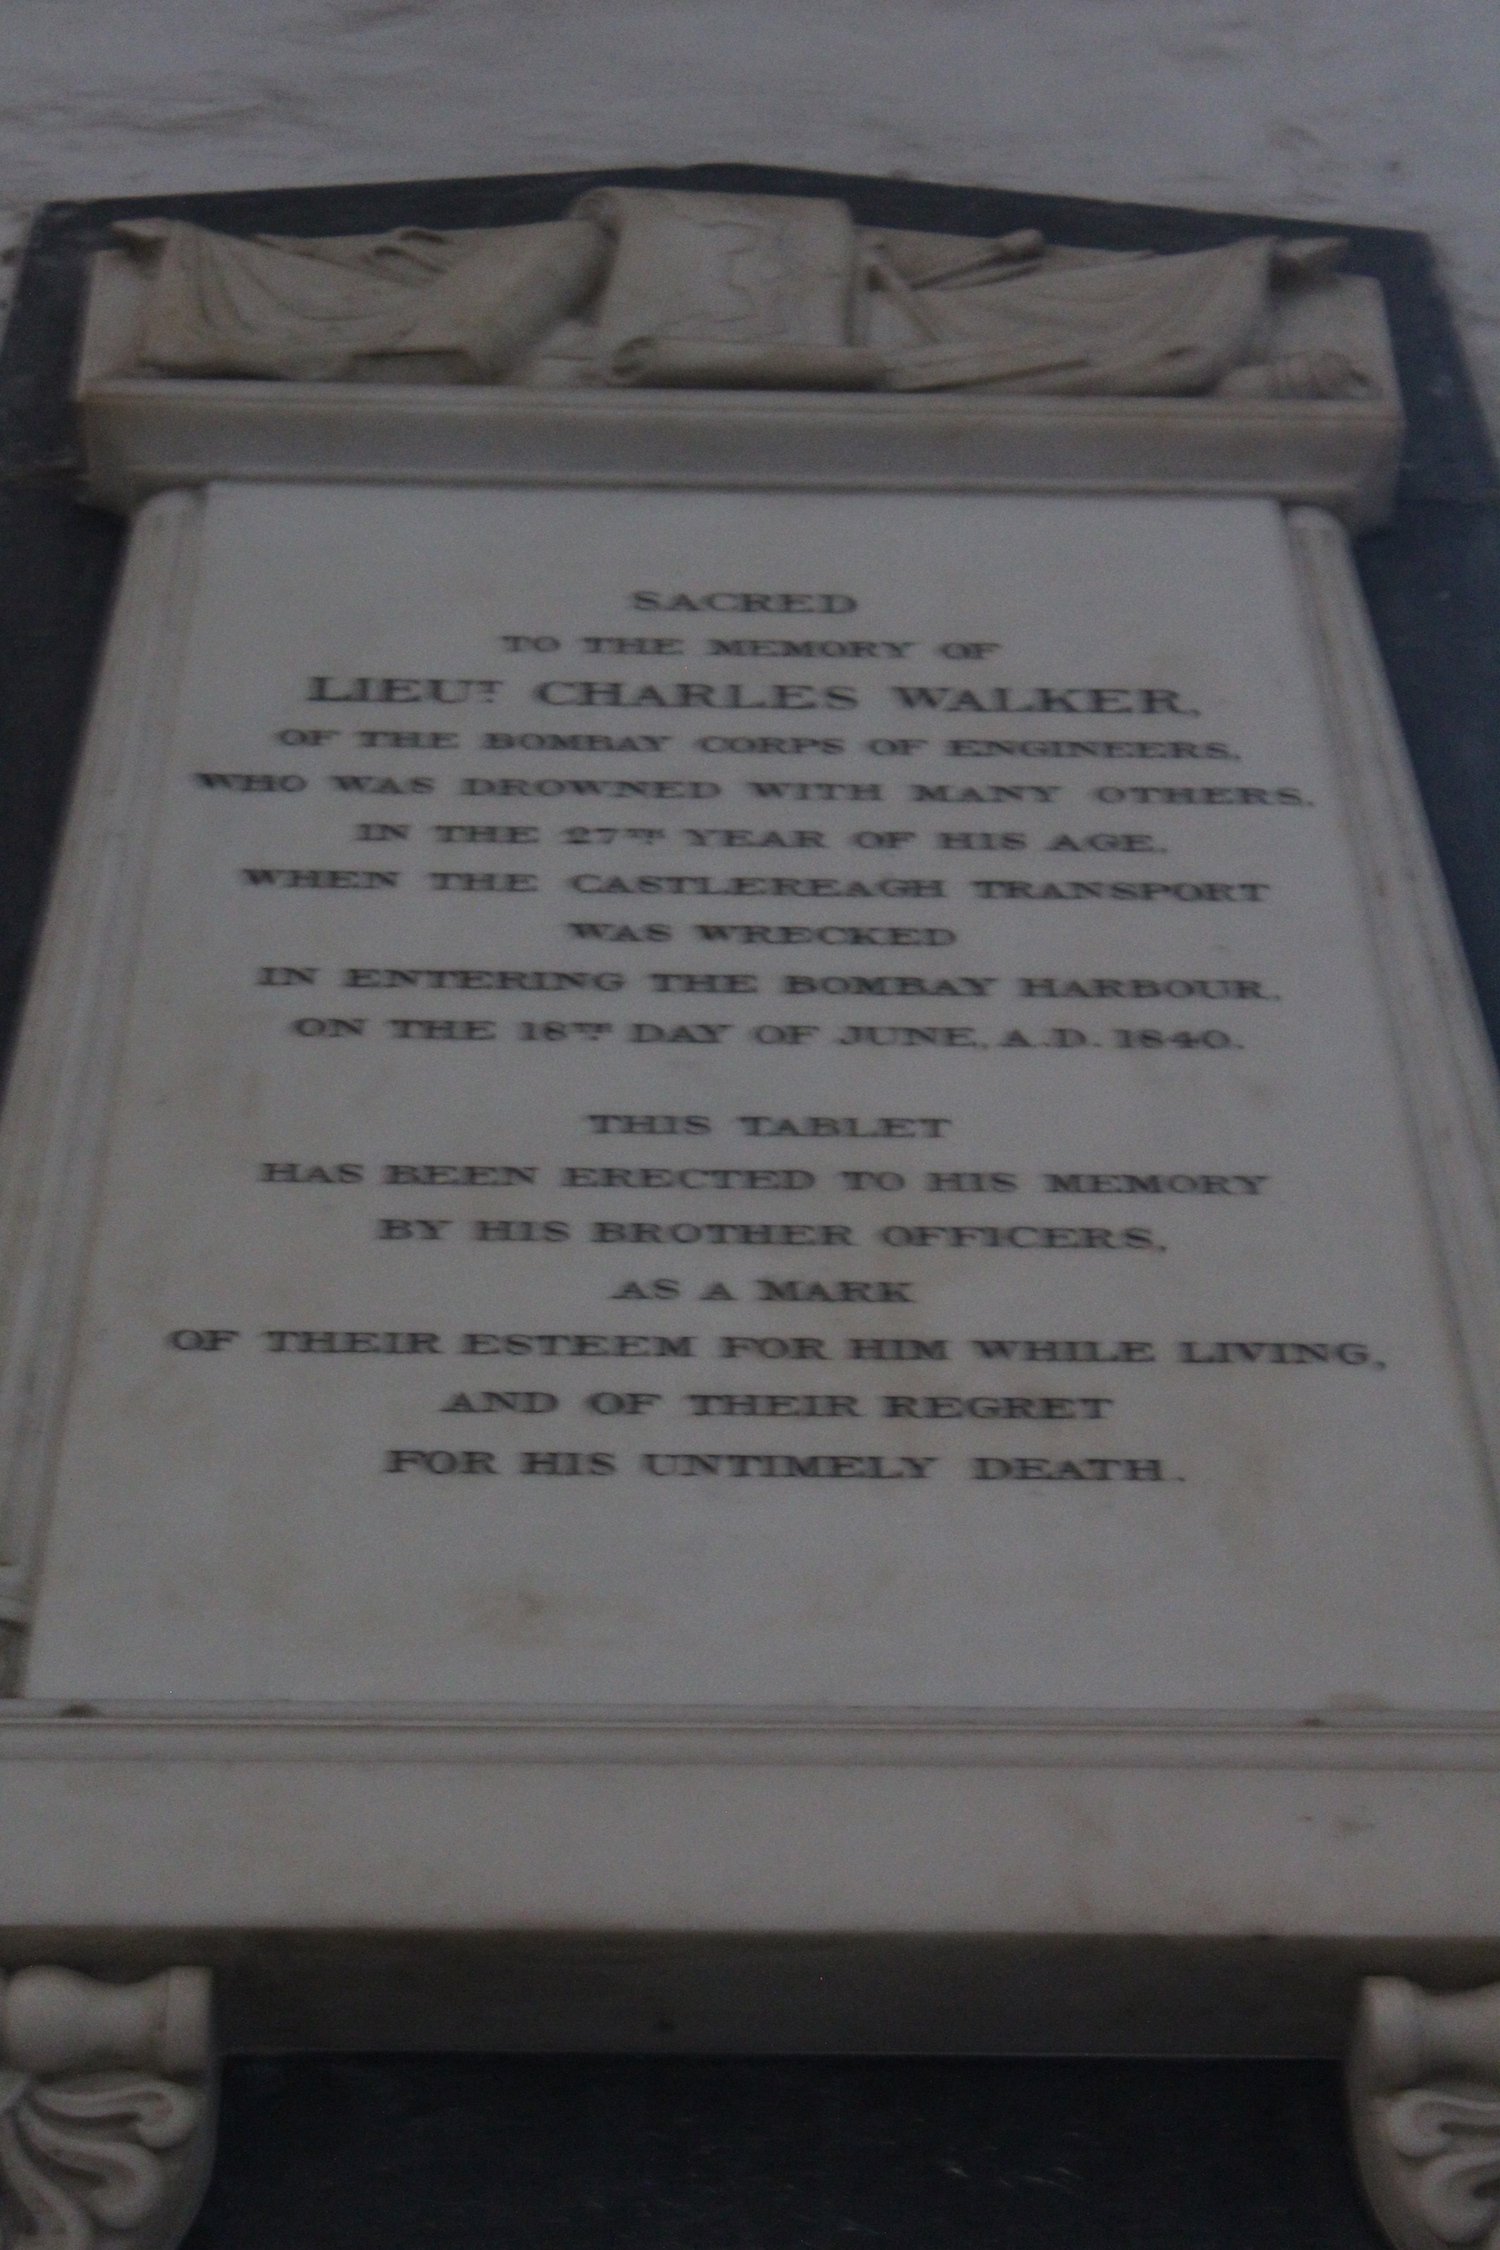 SACRED
TO THE MEMORY OF
LIEUT. CHARLES WALKER,
OF THE BOMBAY CORPS OF ENGINEERS,
WHO WAS DROWNED WITH MANY OTHERS,
IN THE 27TH YEAR OF HIS AGE,
WHEN THE CASTLEREAGH TRANSPORT
WAS WRECKED
IN ENTERING THE BOMBAY HARBOUR,
ON THE 18TH DAY OF JUNE, A.D. 1840.
THIS TABLET
HAS BEEN ERECTED TO HIS MEMORY
BY HIS BROTHER OFFICERS,
AS A MARK
OF THEIR ESTEEM FOR HIM WHILE LIVING,
AND OF THEIR REGRET
FOR HIS UNTIMELY DEATH.